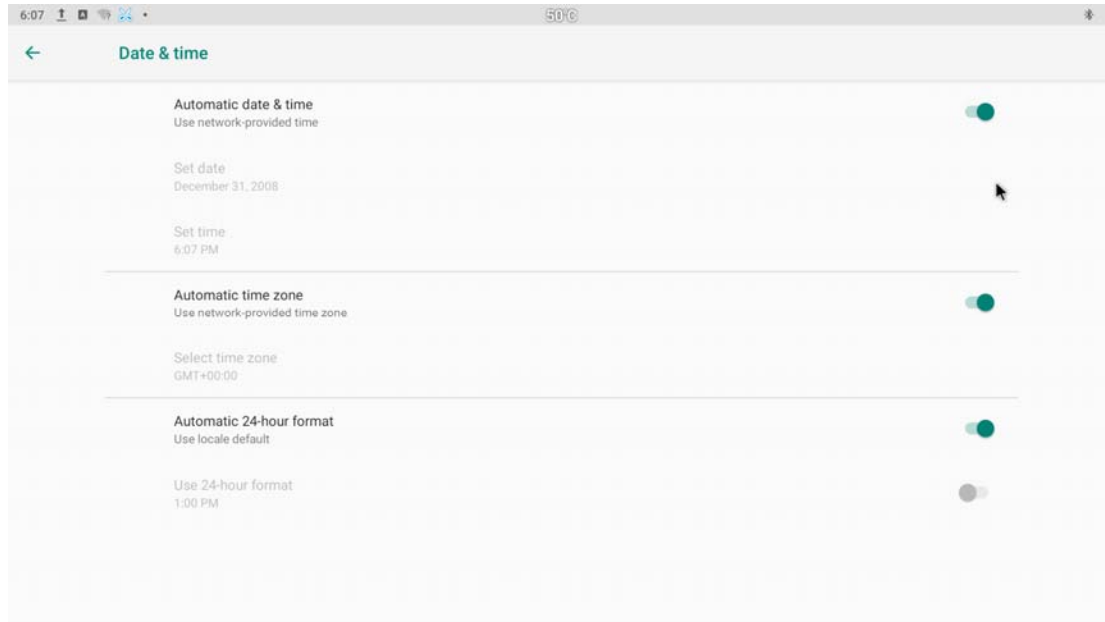 6:07
50°C
Date & time
Automatic date & time
Use network-provided time
Set date
December 31, 2008
Set time
6:07 PM
Automatic time zone
Use network-provided time zone
Select time zone
GMT+00:00
Automatic 24-hour format
Use locale default
Use 24-hour format
1:00 PM